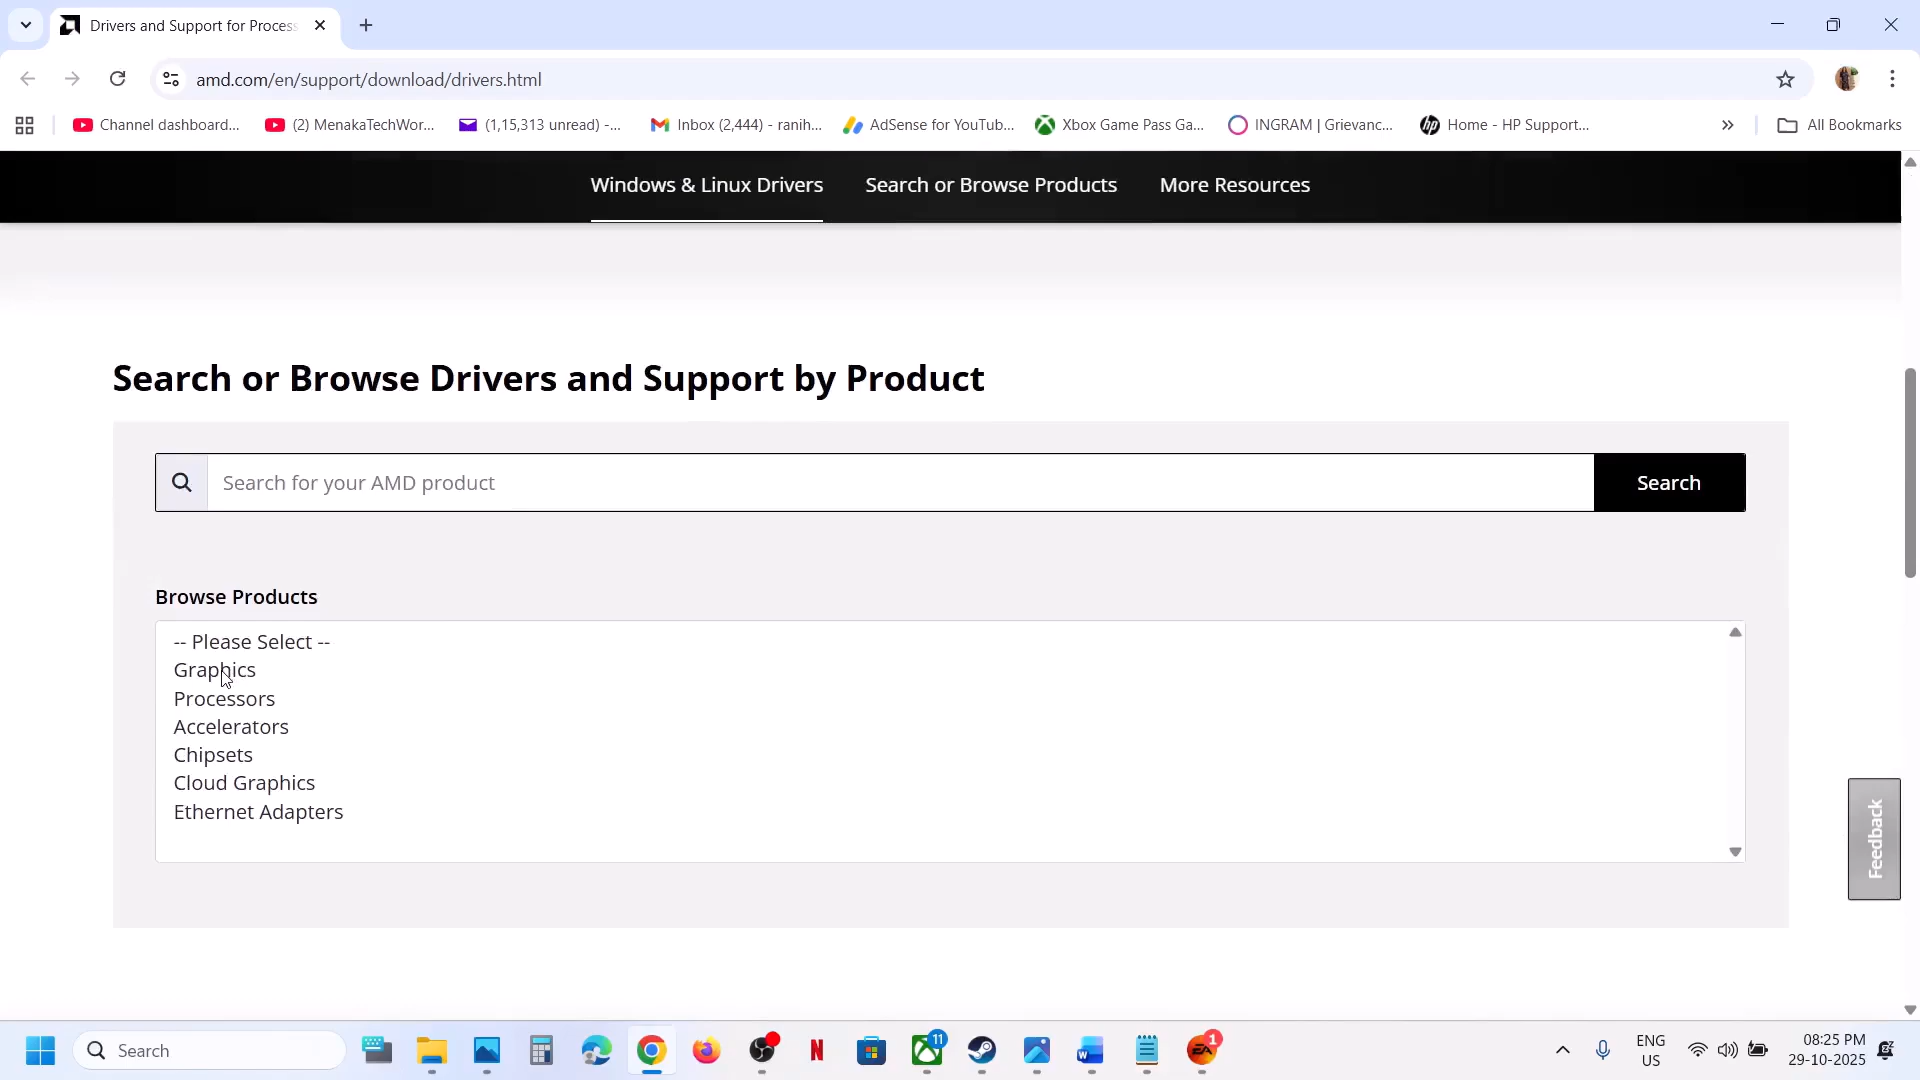 Drivers and Support for Process
amd.com/en/support/download/drivers.html
Channel dashboard...
(2) MenakaTechWor...
(1,15,313 unread) -...
Inbox (2,444) - ranih...
AdSense for YouTub...
Xbox Game Pass Ga...
INGRAM | Grievanc...
Home - HP Support...
All Bookmarks
Windows & Linux Drivers
Search or Browse Products
More Resources
Search or Browse Drivers and Support by Product
Search for your AMD product
Search
Browse Products
-- Please Select --
Graphics
Processors
Accelerators
Chipsets
Cloud Graphics
Ethernet Adapters
Feedback
Search
11
1
ENG
US
08:25 PM
29-10-2025